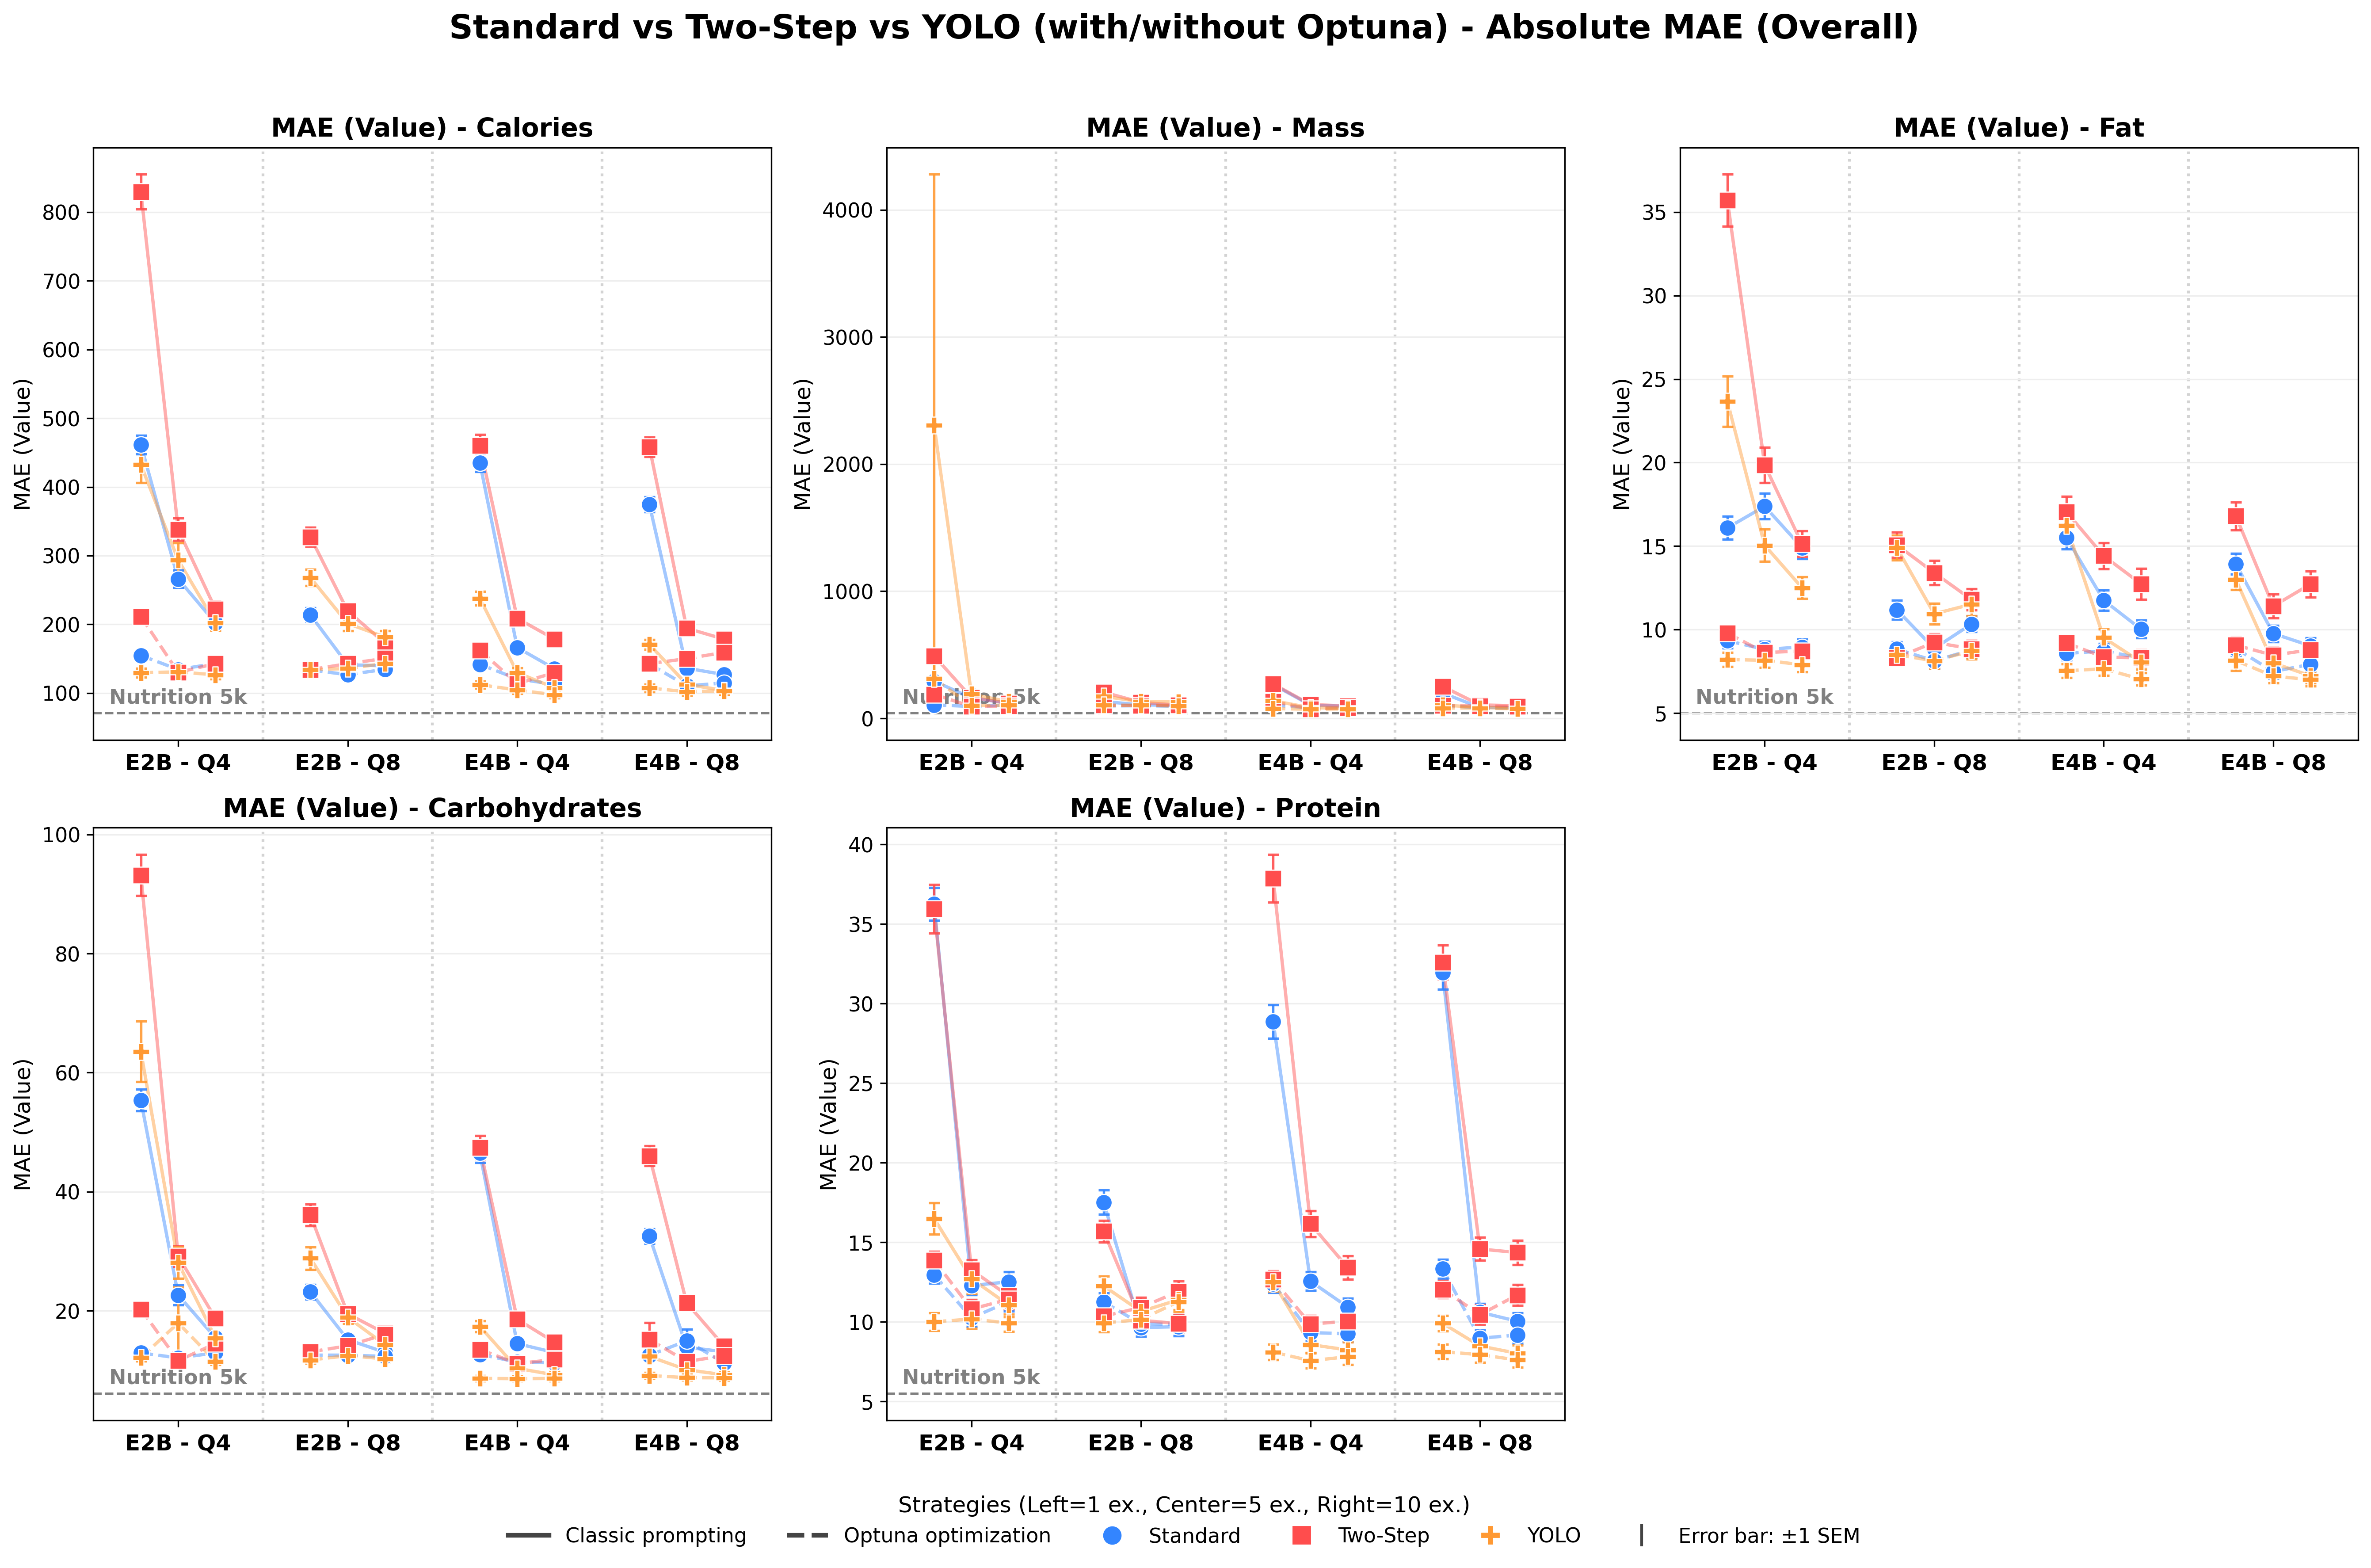 Standard vs Two-Step vs YOLO (with/without Optuna) - Absolute MAE (Overall)
MAE (Value) - Calories
MAE (Value)
800
700
600
500
400
300
200
100
Nutrition 5k
E2B - Q4
E2B - Q8
E4B - Q4
E4B - Q8
MAE (Value) - Mass
MAE (Value)
4000
3000
2000
1000
0
Nutrition 5k
E2B - Q4
E2B - Q8
E4B - Q4
E4B - Q8
MAE (Value) - Fat
MAE (Value)
35
30
25
20
15
10
5
Nutrition 5k
E2B - Q4
E2B - Q8
E4B - Q4
E4B - Q8
MAE (Value) - Carbohydrates
MAE (Value)
100
80
60
40
20
Nutrition 5k
E2B - Q4
E2B - Q8
E4B - Q4
E4B - Q8
MAE (Value) - Protein
MAE (Value)
40
35
30
25
20
15
10
5
Nutrition 5k
E2B - Q4
E2B - Q8
E4B - Q4
E4B - Q8
Strategies (Left=1 ex., Center=5 ex., Right=10 ex.)
Classic prompting
Optuna optimization
Standard
Two-Step
YOLO
Error bar: ±1 SEM